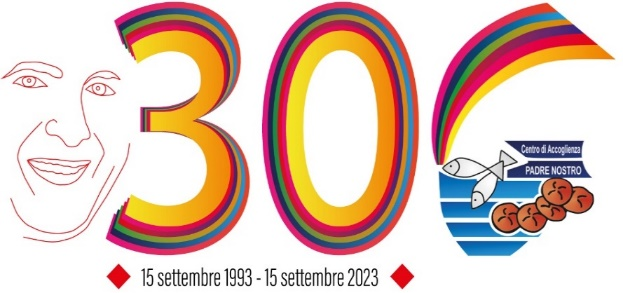 30
Centro di Accoglienza
PADRE NOSTRO
15 settembre 1993 - 15 settembre 2023